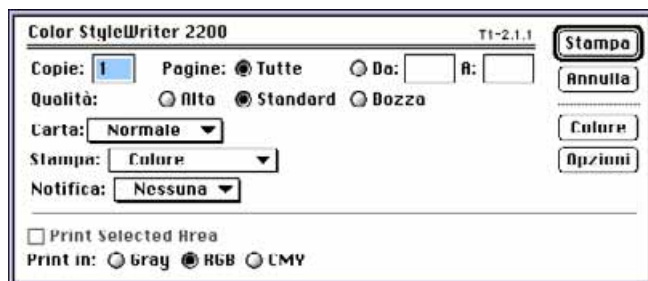 Color StyleWriter 2200 T1-2.1.1
Stampa
Copie: 1 Pagine: Tutte Da: A:
Annulla
Qualità: Alta Standard Bozza
Carta: Normale
Colore
Stampa: Colore
Opzioni
Notifica: Nessuna
Print Selected Area
Print in: Gray RGB CMY